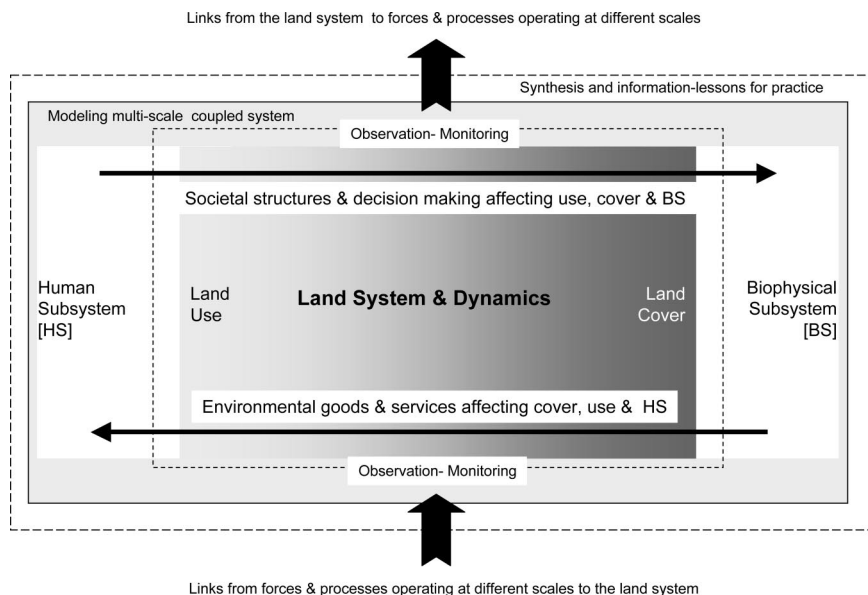 Links from the land system to forces & processes operating at different scales
Synthesis and information-lessons for practice
Modeling multi-scale coupled system
Observation- Monitoring
Societal structures & decision making affecting use, cover & BS
Human
Subsystem
[HS]
Land
Use
Land System & Dynamics
Land
Cover
Biophysical
Subsystem
[BS]
Environmental goods & services affecting cover, use & HS
Observation- Monitoring
Links from forces & processes operating at different scales to the land system